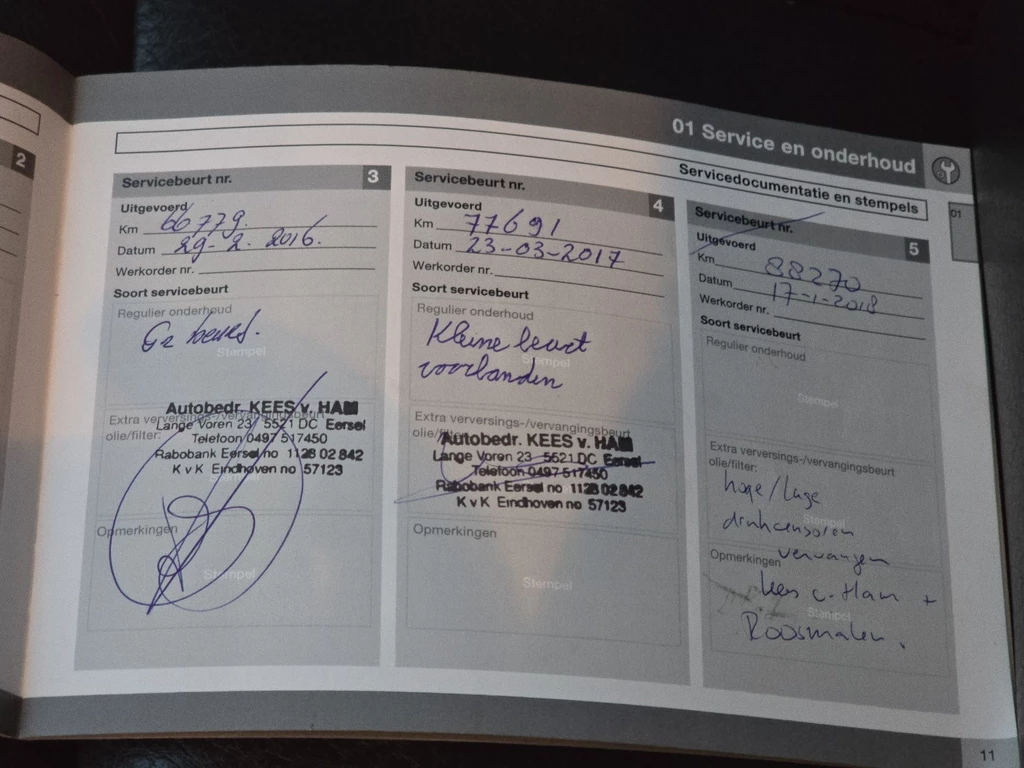 01 Service en onderhoud
Servicedocumentatie en stempels
01
2
Servicebeurt nr. 3
Uitgevoerd
Km 66779
Datum 29-2-2016.
Werkorder nr.
Soort servicebeurt
Regulier onderhoud
Gr beurt.
Stempel
Extra verversings-/vervangingsbeurt
olie/filter:
Autobedr. KEES v. HAM
Lange Voren 23 5521 DC Eersel
Telefoon 0497 517450
Rabobank Eersel no 1128 02 842
K v K Eindhoven no 57123
Stempel
Opmerkingen
Stempel
Servicebeurt nr. 4
Uitgevoerd
Km 77691
Datum 23-03-2017
Werkorder nr.
Soort servicebeurt
Regulier onderhoud
Kleine beurt
Stempel
voorbanden
Extra verversings-/vervangingsbeurt
olie/filter:
Autobedr. KEES v. HAM
Lange Voren 23 5521 DC Eersel
Telefoon 0497 517450
Rabobank Eersel no 1128 02 842
K v K Eindhoven no 57123
Opmerkingen
Stempel
Servicebeurt nr. 5
Uitgevoerd
Km 88270
Datum 17-1-2018
Werkorder nr.
Soort servicebeurt
Regulier onderhoud
Stempel
Extra verversings-/vervangingsbeurt
olie/filter:
hoge/lage
Stempel
vervangen
Opmerkingen
Kees v. Ham +
Stempel
Roosmalen.
11